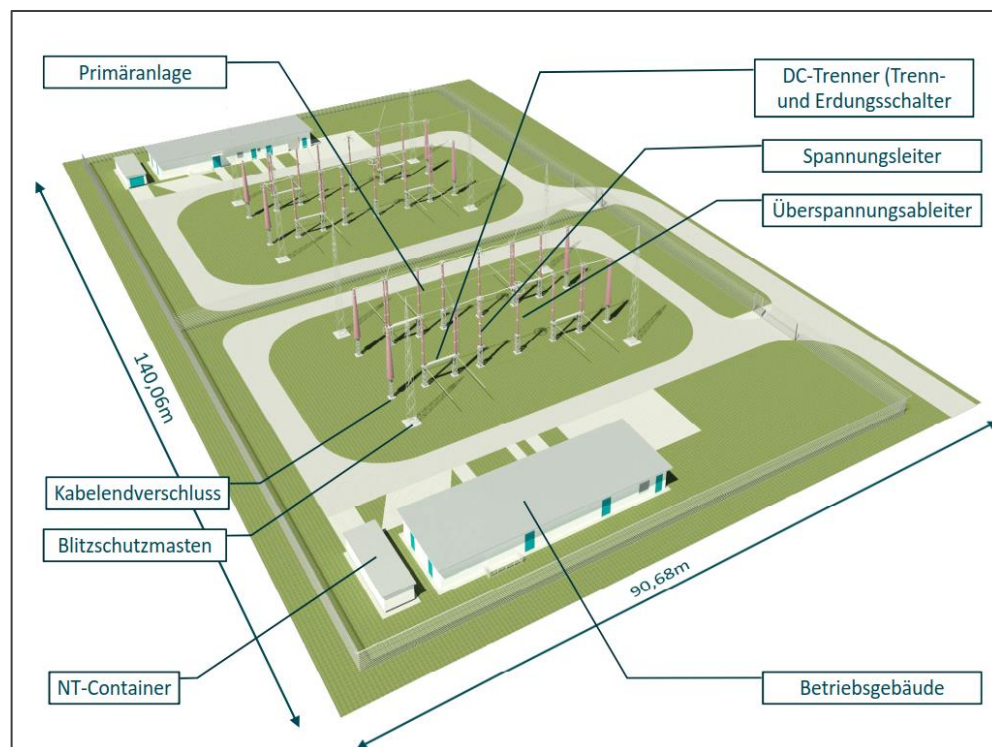 Primäranlage
DC-Trenner (Trenn-
und Erdungsschalter
Spannungsleiter
Überspannungsableiter
140,06m
Kabelendverschluss
Blitzschutzmasten
90,68m
NT-Container
Betriebsgebäude